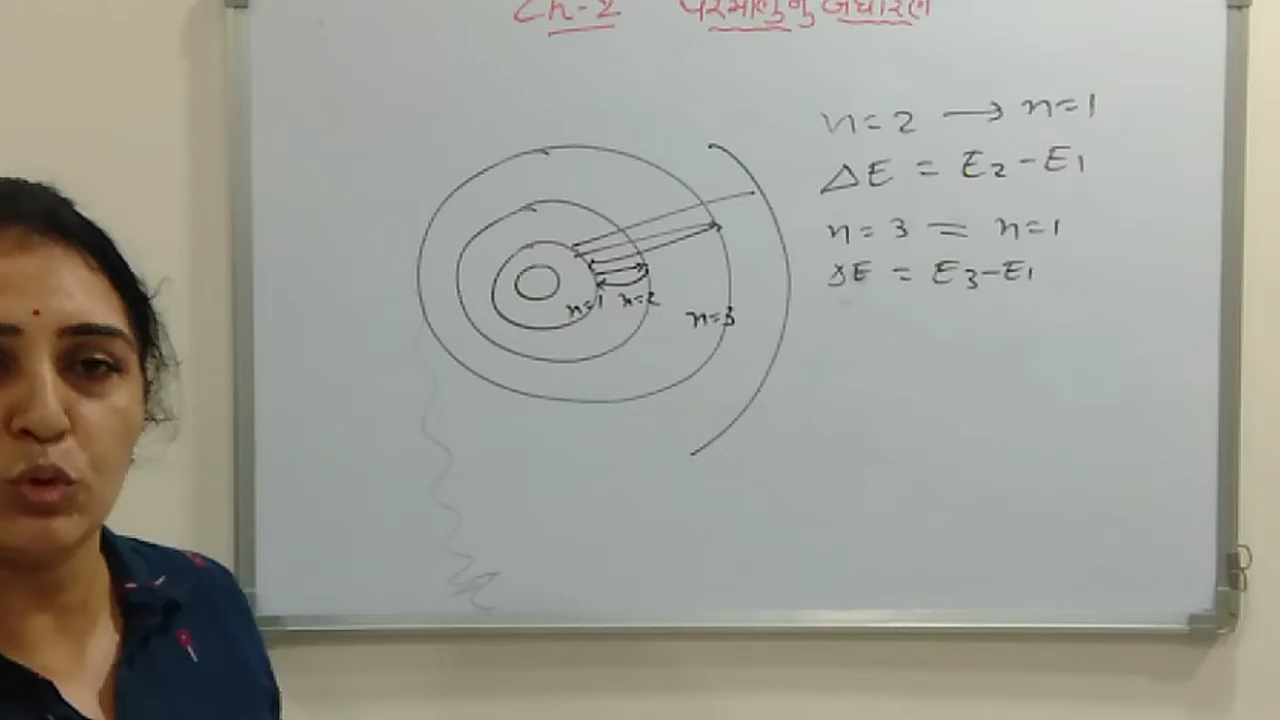 Ch-2 પરમાણુનું બંધારણ
n=2 → n=1
ΔE = E2-E1
n=3 = n=1
ΔE = E3-E1
n=1 n=2
n=3